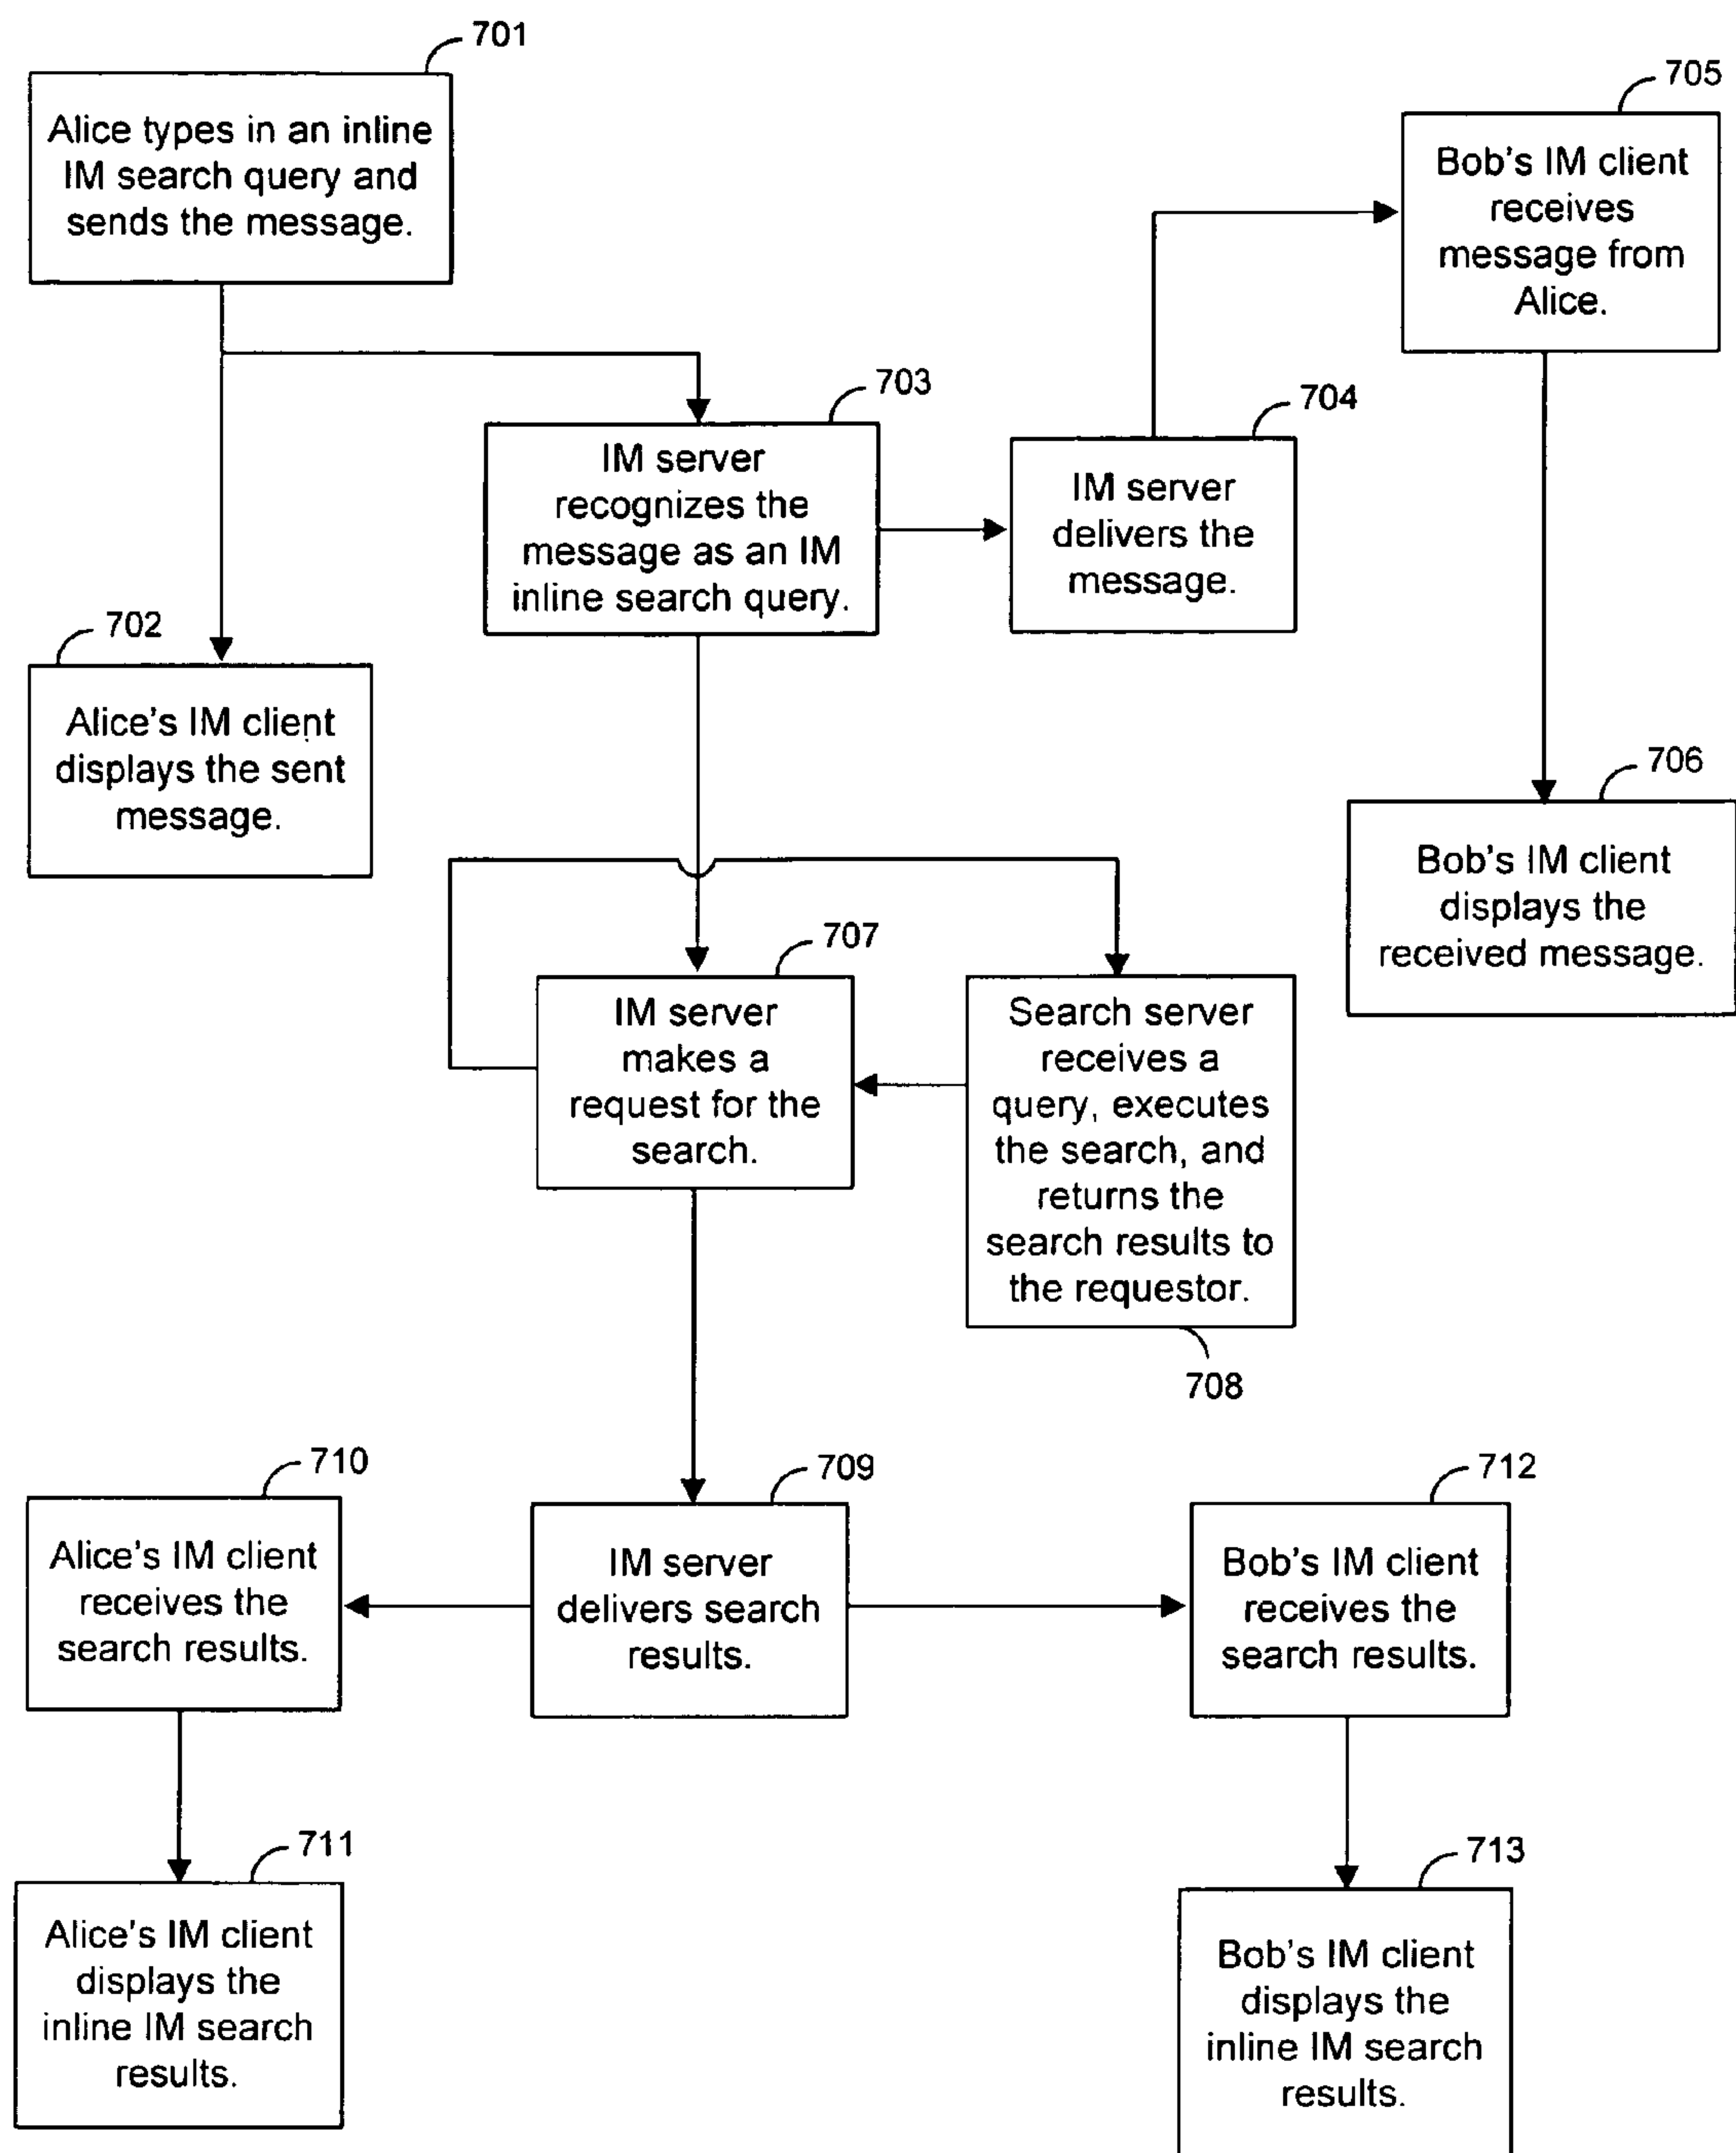 701
Alice types in an inline
IM search query and
sends the message.
705
Bob's IM client
receives
message from
Alice.
703
IM server
recognizes the
message as an IM
inline search query.
704
IM server
delivers the
message.
702
Alice's IM client
displays the sent
message.
706
Bob's IM client
displays the
received message.
707
IM server
makes a
request for the
search.
Search server
receives a
query, executes
the search, and
returns the
search results to
the requestor.
708
710
Alice's IM client
receives the
search results.
709
IM server
delivers search
results.
712
Bob's IM client
receives the
search results.
711
Alice's IM client
displays the
inline IM search
results.
713
Bob's IM client
displays the
inline IM search
results.